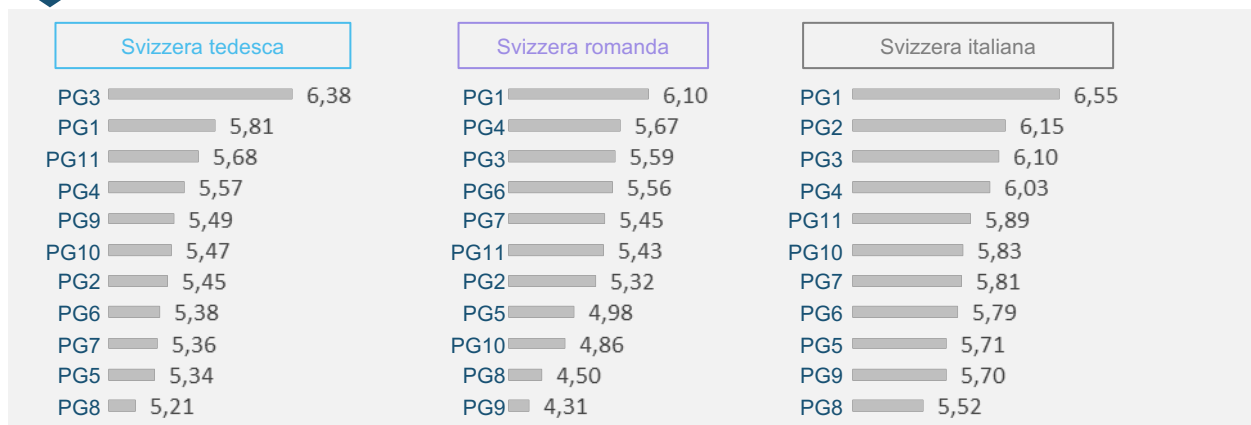 Svizzera tedesca
PG3 6,38
PG1 5,81
PG11 5,68
PG4 5,57
PG9 5,49
PG10 5,47
PG2 5,45
PG6 5,38
PG7 5,36
PG5 5,34
PG8 5,21
Svizzera romanda
PG1 6,10
PG4 5,67
PG3 5,59
PG6 5,56
PG7 5,45
PG11 5,43
PG2 5,32
PG5 4,98
PG10 4,86
PG8 4,50
PG9 4,31
Svizzera italiana
PG1 6,55
PG2 6,15
PG3 6,10
PG4 6,03
PG11 5,89
PG10 5,83
PG7 5,81
PG6 5,79
PG5 5,71
PG9 5,70
PG8 5,52